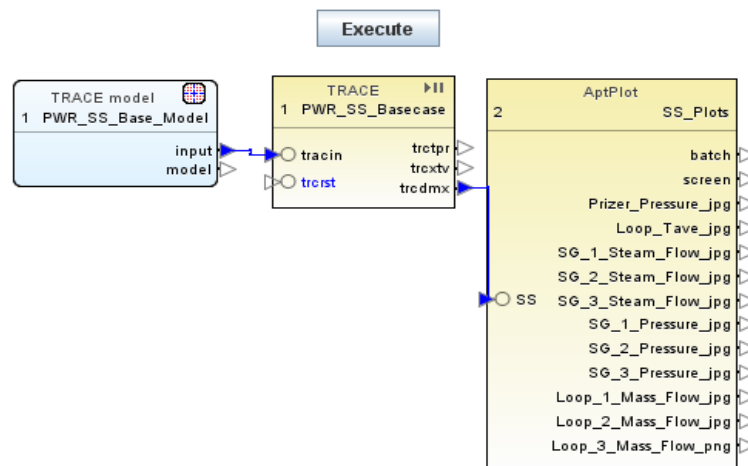 Execute
TRACE model
1 PWR_SS_Base_Model
input
model
TRACE
1 PWR_SS_Basecase
tracin
trcrst
trctpr
trcxtv
trcdmx
AptPlot
2 SS_Plots
SS
batch
screen
Prizer_Pressure_jpg
Loop_Tave_jpg
SG_1_Steam_Flow_jpg
SG_2_Steam_Flow_jpg
SG_3_Steam_Flow_jpg
SG_1_Pressure_jpg
SG_2_Pressure_jpg
SG_3_Pressure_jpg
Loop_1_Mass_Flow_jpg
Loop_2_Mass_Flow_jpg
Loop_3_Mass_Flow_png